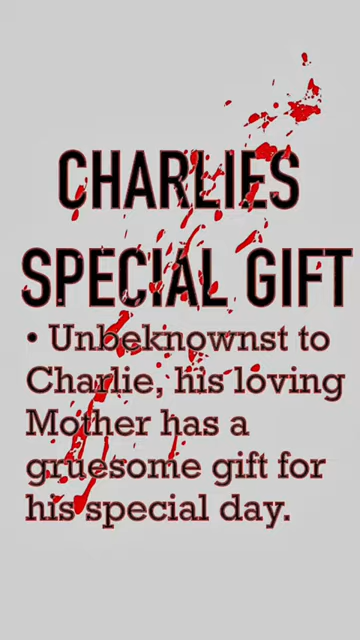 CHARLIES
SPECIAL GIFT
• Unbeknownst to
Charlie, his loving
Mother has a
gruesome gift for
his special day.